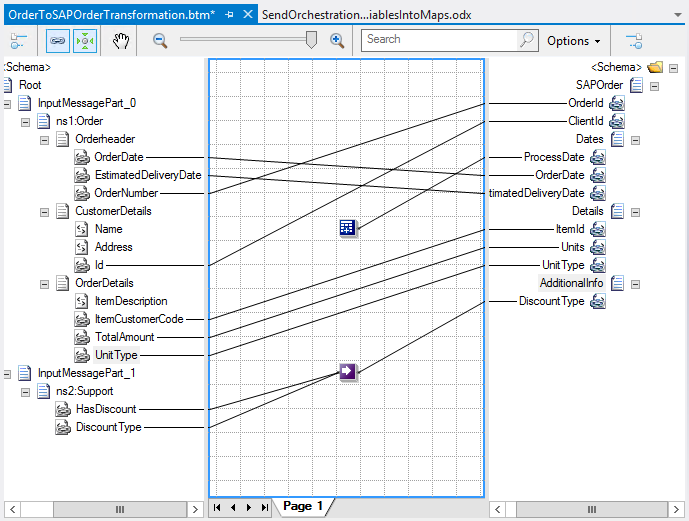 OrderToSAPOrderTransformation.btm*
SendOrchestration...iablesIntoMaps.odx
Search
Options
<Schema>
Root
InputMessagePart_0
ns1:Order
Orderheader
OrderDate
EstimatedDeliveryDate
OrderNumber
CustomerDetails
Name
Address
Id
OrderDetails
ItemDescription
ItemCustomerCode
TotalAmount
UnitType
InputMessagePart_1
ns2:Support
HasDiscount
DiscountType
<Schema>
SAPOrder
OrderId
ClientId
Dates
ProcessDate
OrderDate
timatedDeliveryDate
Details
ItemId
Units
UnitType
AdditionalInfo
DiscountType
Page 1